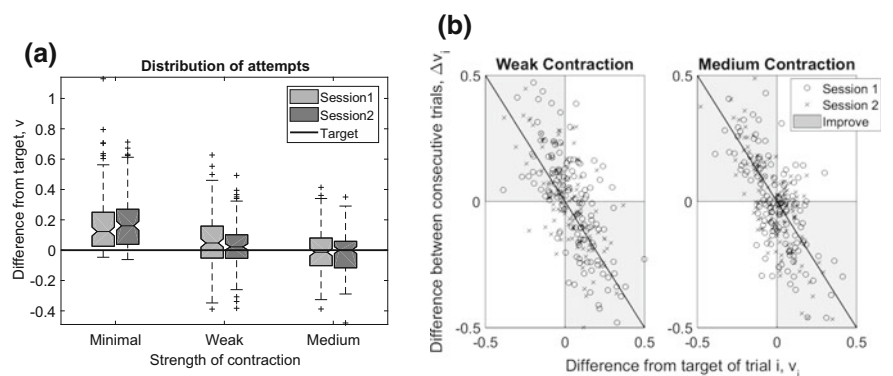 (a)
Distribution of attempts
Difference from target, v
1
0.8
0.6
0.4
0.2
0
-0.2
-0.4
Session1
Session2
Target
Minimal Weak Medium
Strength of contraction
(b)
Difference between consecutive trials, Δvᵢ
Weak Contraction
0.5
0
-0.5
-0.5 0 0.5
Medium Contraction
0.5
0
-0.5
Session 1
Session 2
Improve
-0.5 0 0.5
Difference from target of trial i, vᵢ